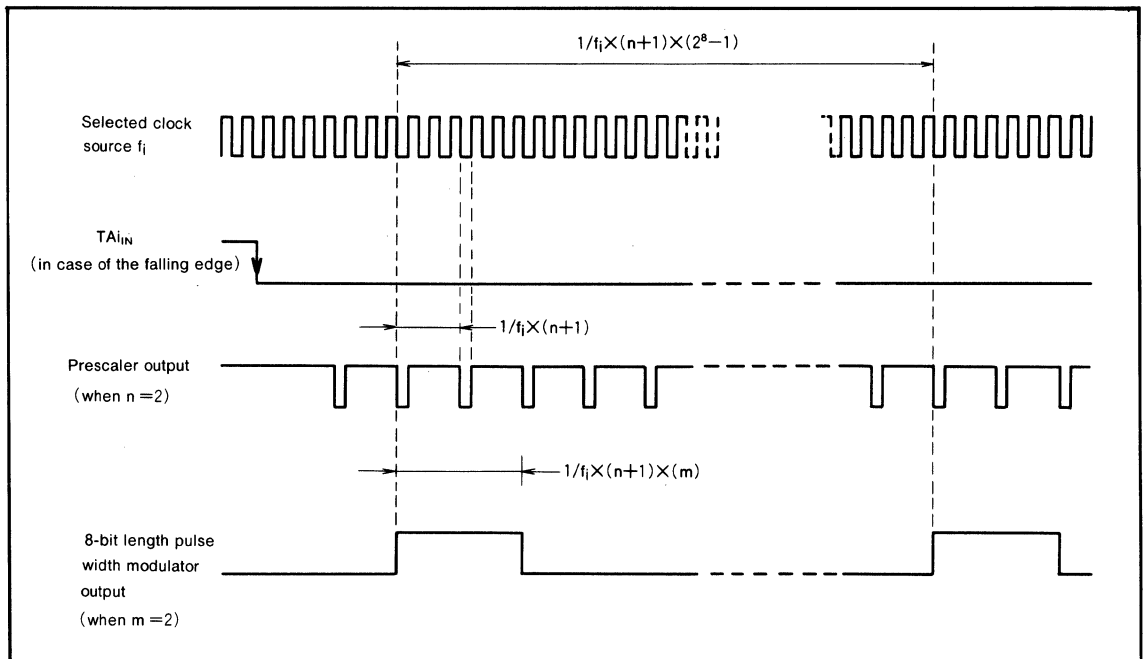 1/fi×(n+1)×(2⁸−1)
Selected clock
source fi
TAiIN
(in case of the falling edge)
1/fi×(n+1)
Prescaler output
(when n=2)
1/fi×(n+1)×(m)
8-bit length pulse
width modulator
output
(when m=2)